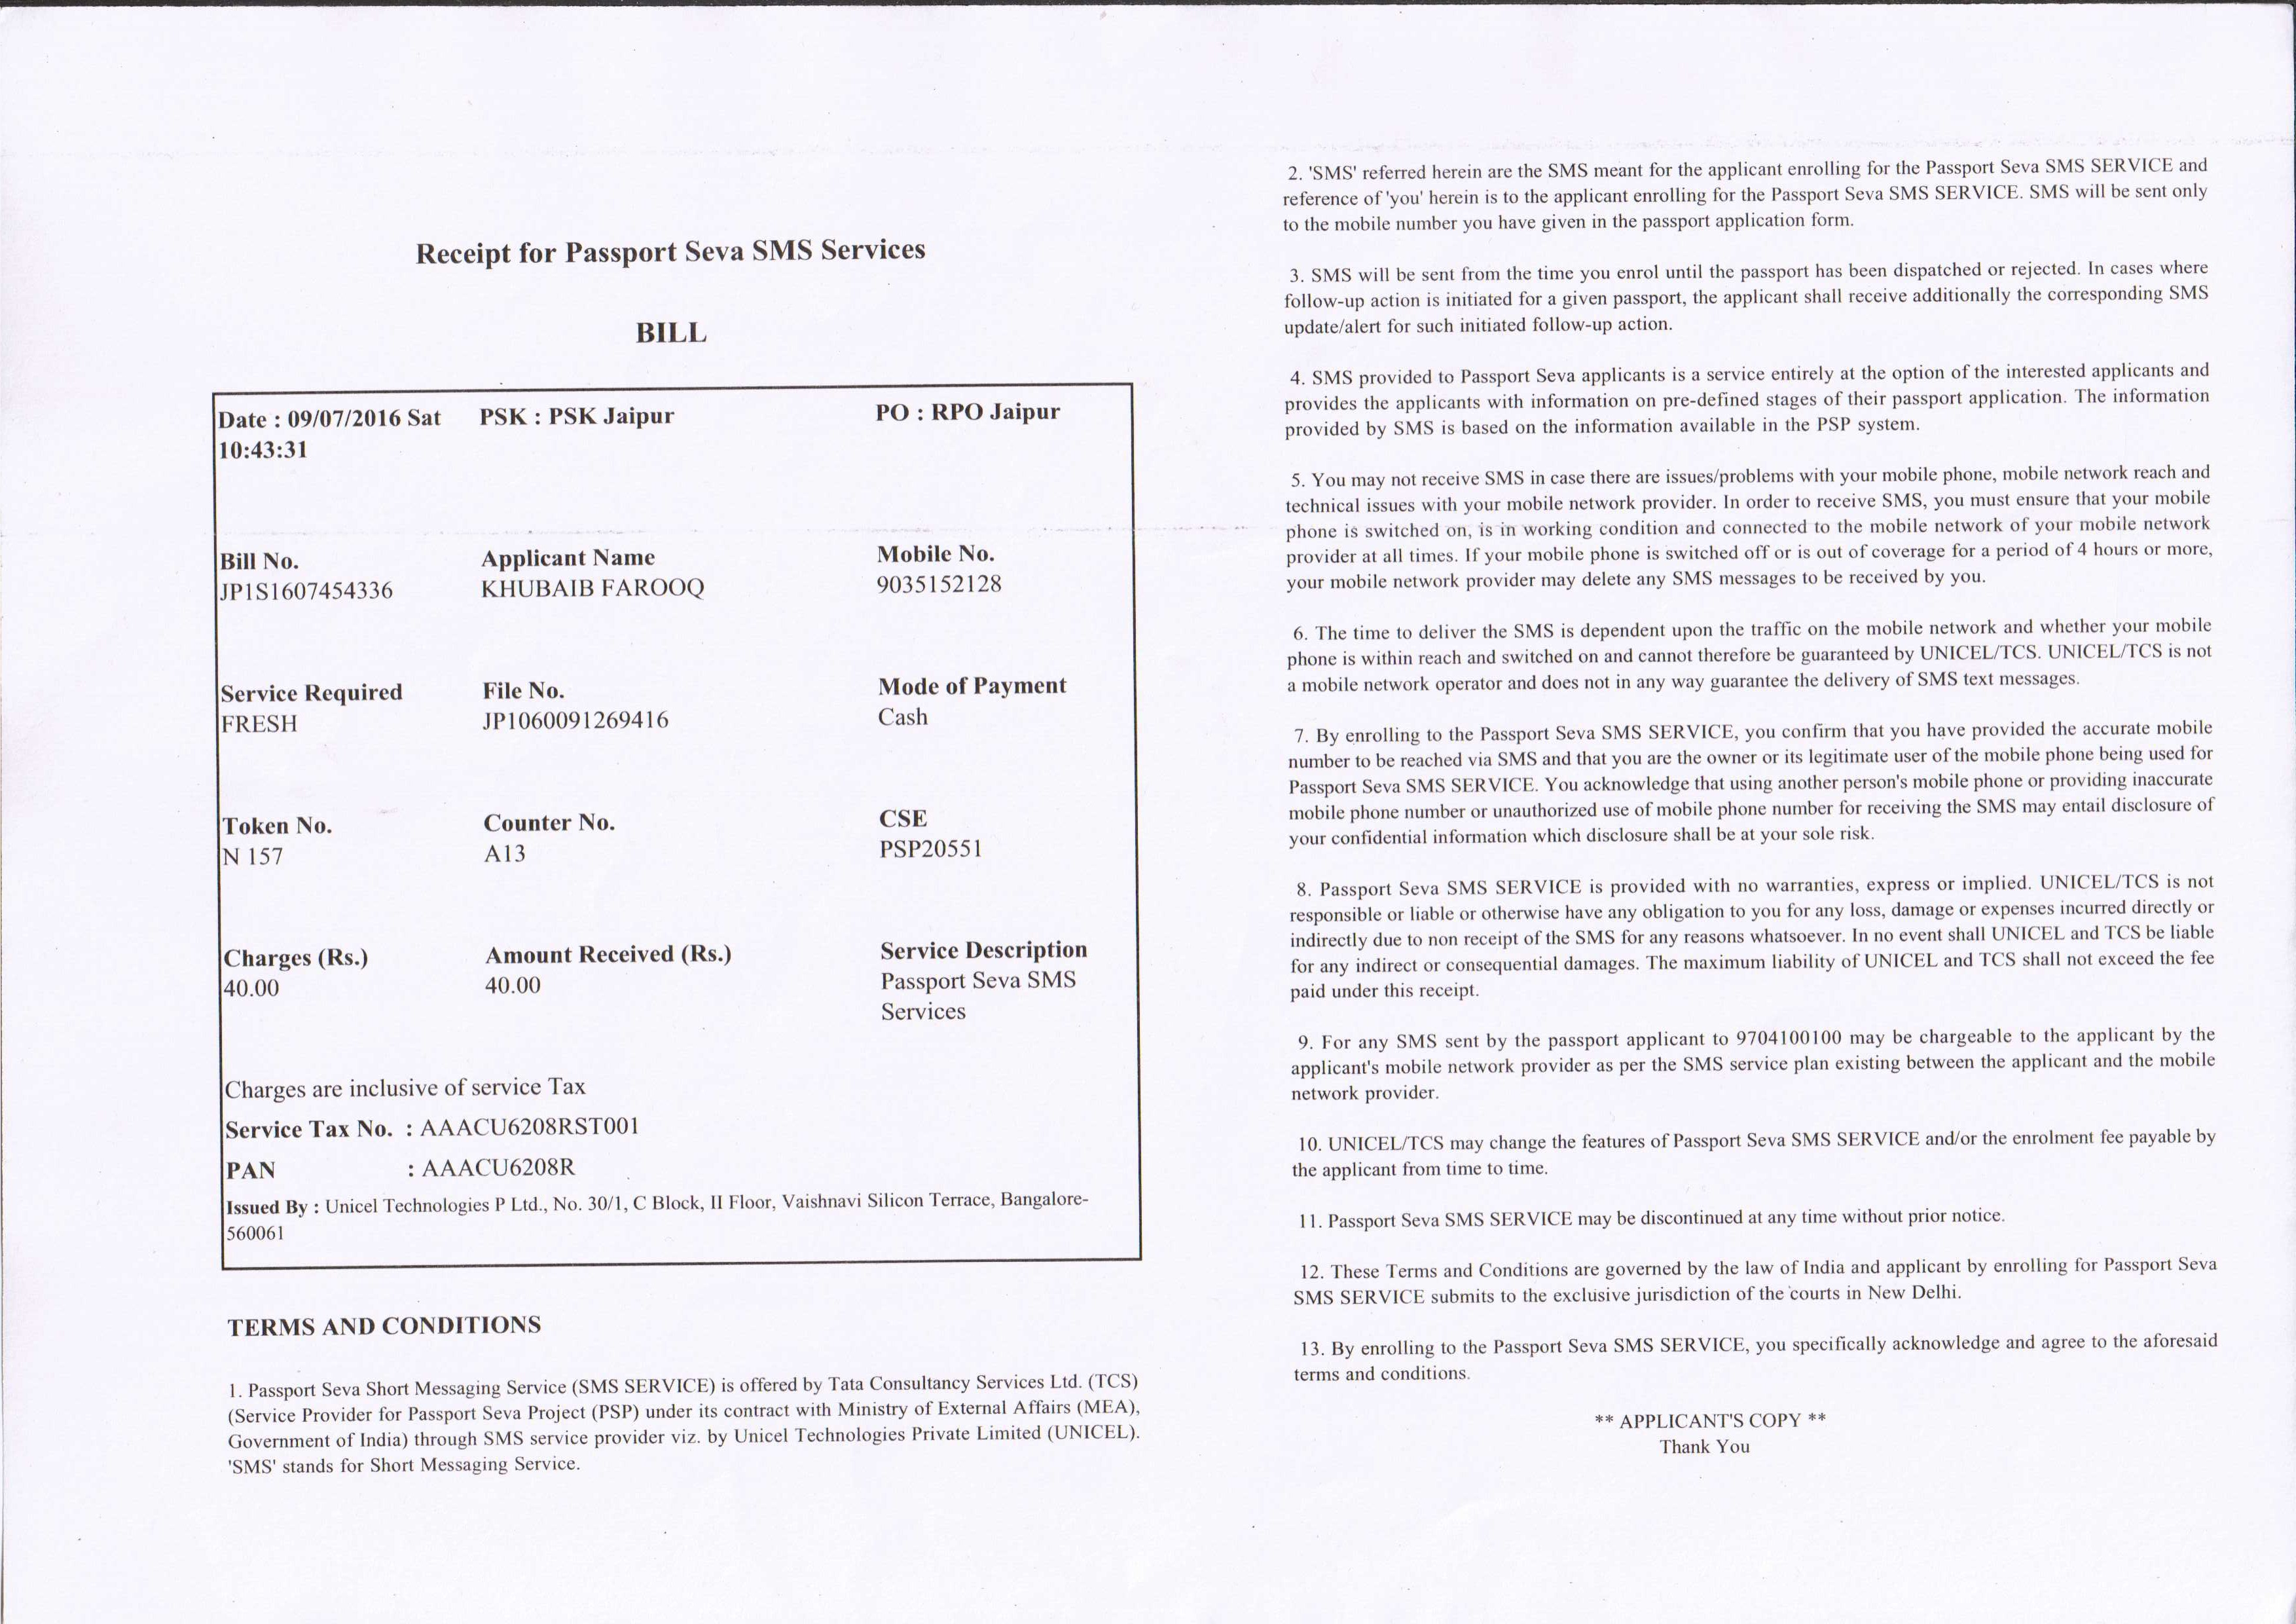 Receipt for Passport Seva SMS Services
BILL
Date : 09/07/2016 Sat PSK : PSK Jaipur PO : RPO Jaipur
10:43:31
Bill No. Applicant Name Mobile No.
JP1S1607454336 KHUBAIB FAROOQ 9035152128
Service Required File No. Mode of Payment
FRESH JP1060091269416 Cash
Token No. Counter No. CSE
N 157 A13 PSP20551
Charges (Rs.) Amount Received (Rs.) Service Description
40.00 40.00 Passport Seva SMS
Services
Charges are inclusive of service Tax
Service Tax No. : AAACU6208RST001
PAN : AAACU6208R
Issued By : Unicel Technologies P Ltd., No. 30/1, C Block, II Floor, Vaishnavi Silicon Terrace, Bangalore-
560061
TERMS AND CONDITIONS
1. Passport Seva Short Messaging Service (SMS SERVICE) is offered by Tata Consultancy Services Ltd. (TCS)
(Service Provider for Passport Seva Project (PSP) under its contract with Ministry of External Affairs (MEA),
Government of India) through SMS service provider viz. by Unicel Technologies Private Limited (UNICEL).
'SMS' stands for Short Messaging Service.
2. 'SMS' referred herein are the SMS meant for the applicant enrolling for the Passport Seva SMS SERVICE and
reference of 'you' herein is to the applicant enrolling for the Passport Seva SMS SERVICE. SMS will be sent only
to the mobile number you have given in the passport application form.
3. SMS will be sent from the time you enrol until the passport has been dispatched or rejected. In cases where
follow-up action is initiated for a given passport, the applicant shall receive additionally the corresponding SMS
update/alert for such initiated follow-up action.
4. SMS provided to Passport Seva applicants is a service entirely at the option of the interested applicants and
provides the applicants with information on pre-defined stages of their passport application. The information
provided by SMS is based on the information available in the PSP system.
5. You may not receive SMS in case there are issues/problems with your mobile phone, mobile network reach and
technical issues with your mobile network provider. In order to receive SMS, you must ensure that your mobile
phone is switched on, is in working condition and connected to the mobile network of your mobile network
provider at all times. If your mobile phone is switched off or is out of coverage for a period of 4 hours or more,
your mobile network provider may delete any SMS messages to be received by you.
6. The time to deliver the SMS is dependent upon the traffic on the mobile network and whether your mobile
phone is within reach and switched on and cannot therefore be guaranteed by UNICEL/TCS. UNICEL/TCS is not
a mobile network operator and does not in any way guarantee the delivery of SMS text messages.
7. By enrolling to the Passport Seva SMS SERVICE, you confirm that you have provided the accurate mobile
number to be reached via SMS and that you are the owner or its legitimate user of the mobile phone being used for
Passport Seva SMS SERVICE. You acknowledge that using another person's mobile phone or providing inaccurate
mobile phone number or unauthorized use of mobile phone number for receiving the SMS may entail disclosure of
your confidential information which disclosure shall be at your sole risk.
8. Passport Seva SMS SERVICE is provided with no warranties, express or implied. UNICEL/TCS is not
responsible or liable or otherwise have any obligation to you for any loss, damage or expenses incurred directly or
indirectly due to non receipt of the SMS for any reasons whatsoever. In no event shall UNICEL and TCS be liable
for any indirect or consequential damages. The maximum liability of UNICEL and TCS shall not exceed the fee
paid under this receipt.
9. For any SMS sent by the passport applicant to 9704100100 may be chargeable to the applicant by the
applicant's mobile network provider as per the SMS service plan existing between the applicant and the mobile
network provider.
10. UNICEL/TCS may change the features of Passport Seva SMS SERVICE and/or the enrolment fee payable by
the applicant from time to time.
11. Passport Seva SMS SERVICE may be discontinued at any time without prior notice.
12. These Terms and Conditions are governed by the law of India and applicant by enrolling for Passport Seva
SMS SERVICE submits to the exclusive jurisdiction of the courts in New Delhi.
13. By enrolling to the Passport Seva SMS SERVICE, you specifically acknowledge and agree to the aforesaid
terms and conditions.
** APPLICANT'S COPY **
Thank You